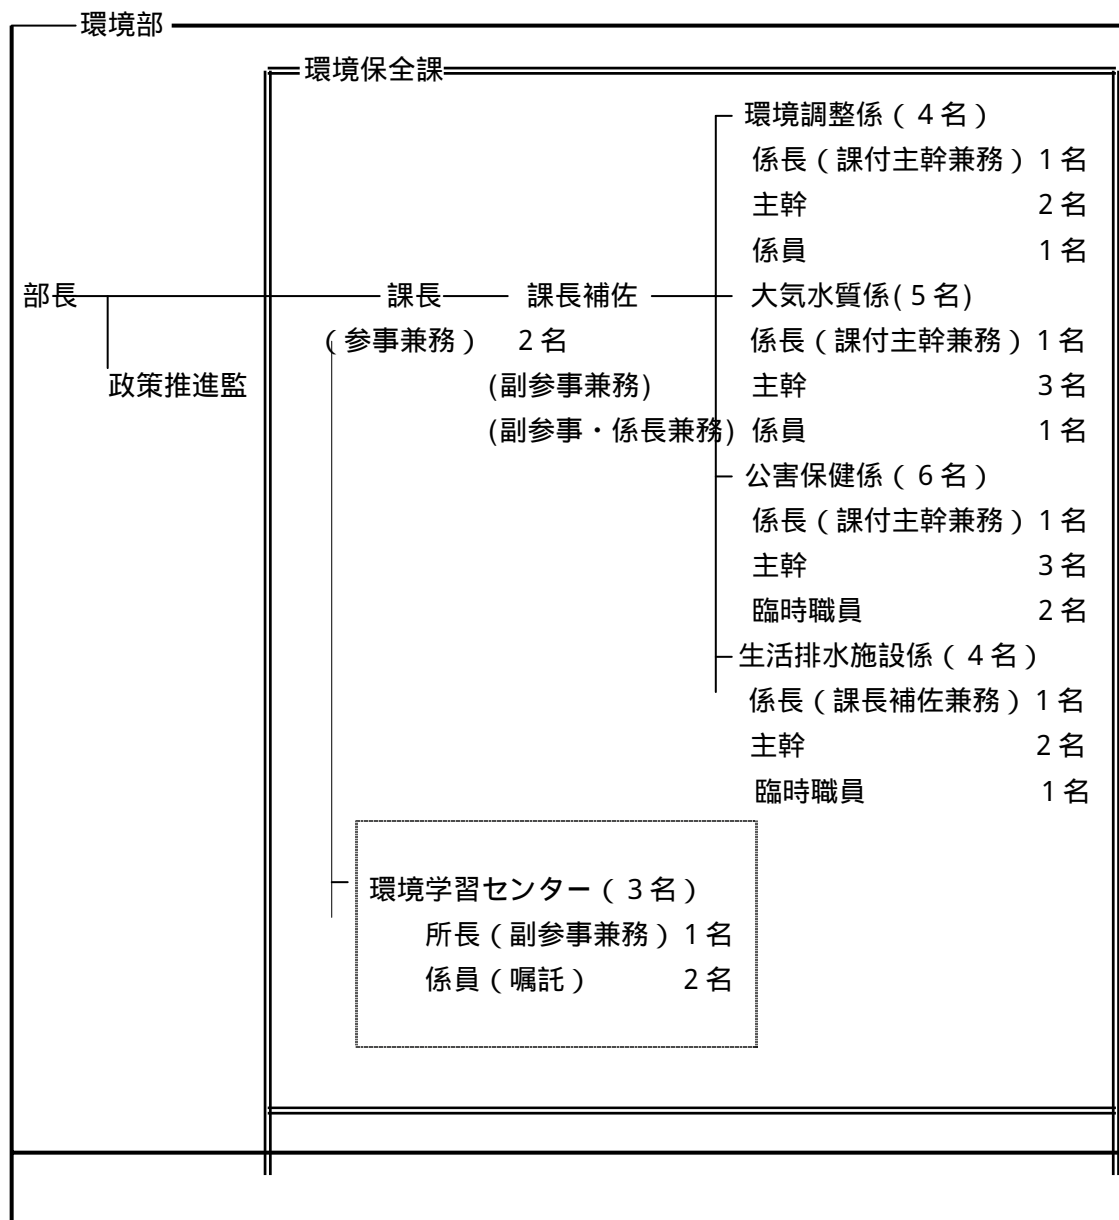 環境部
環境保全課
環境調整係（4名）
係長（課付主幹兼務）1名
主幹 2名
係員 1名
部長 課長 課長補佐 大気水質係(5名)
（参事兼務） 2名 係長（課付主幹兼務）1名
政策推進監 (副参事兼務) 主幹 3名
(副参事・係長兼務) 係員 1名
公害保健係（6名）
係長（課付主幹兼務）1名
主幹 3名
臨時職員 2名
生活排水施設係（4名）
係長（課長補佐兼務）1名
主幹 2名
臨時職員 1名
環境学習センター（3名）
所長（副参事兼務）1名
係員（嘱託） 2名